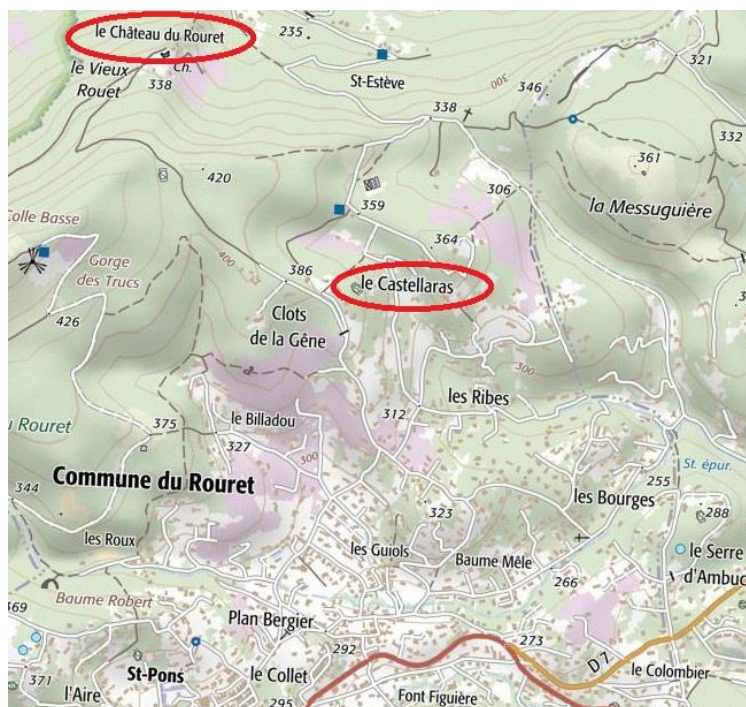 le Château du Rouret
235
321
le Vieux
Rouet
Ch.
338
St-Estève
300
346
338
332
420
361
359
306
la Messuguière
364
Colle Basse
Gorge
des Trucs
400
386
le Castellaras
Clots
de la Gêne
426
300
les Ribes
u Rouret
375
le Billadou
312
327
300
St. épur.
Commune du Rouret
255
344
les Bourges
288
323
les Roux
les Guiols
Baume Mêle
le Serre
d'Ambuc
266
Baume Robert
369
Plan Bergier
273
292
D 7
St-Pons
le Collet
le Colombier
371
l'Aire
295
Font Figuière